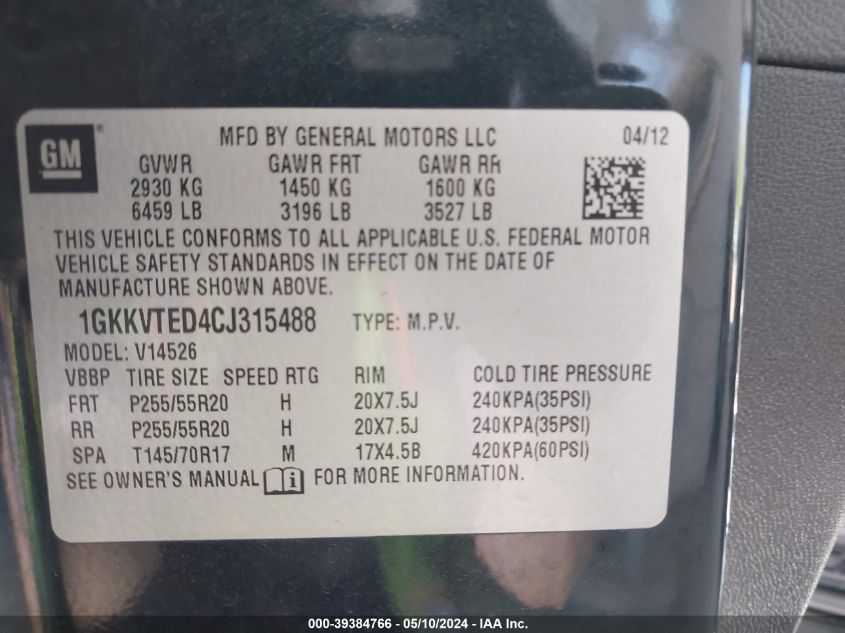 GM ® MFD BY GENERAL MOTORS LLC 04/12
GVWR GAWR FRT GAWR RR
2930 KG 1450 KG 1600 KG
6459 LB 3196 LB 3527 LB
THIS VEHICLE CONFORMS TO ALL APPLICABLE U.S. FEDERAL MOTOR
VEHICLE SAFETY STANDARDS IN EFFECT ON THE DATE OF
MANUFACTURE SHOWN ABOVE.
1GKKVTED4CJ315488 TYPE: M.P.V.
MODEL: V14526
VBBP TIRE SIZE SPEED RTG RIM COLD TIRE PRESSURE
FRT P255/55R20 H 20X7.5J 240KPA(35PSI)
RR P255/55R20 H 20X7.5J 240KPA(35PSI)
SPA T145/70R17 M 17X4.5B 420KPA(60PSI)
SEE OWNER'S MANUAL i FOR MORE INFORMATION.
000-39384766 - 05/10/2024 - IAA Inc.